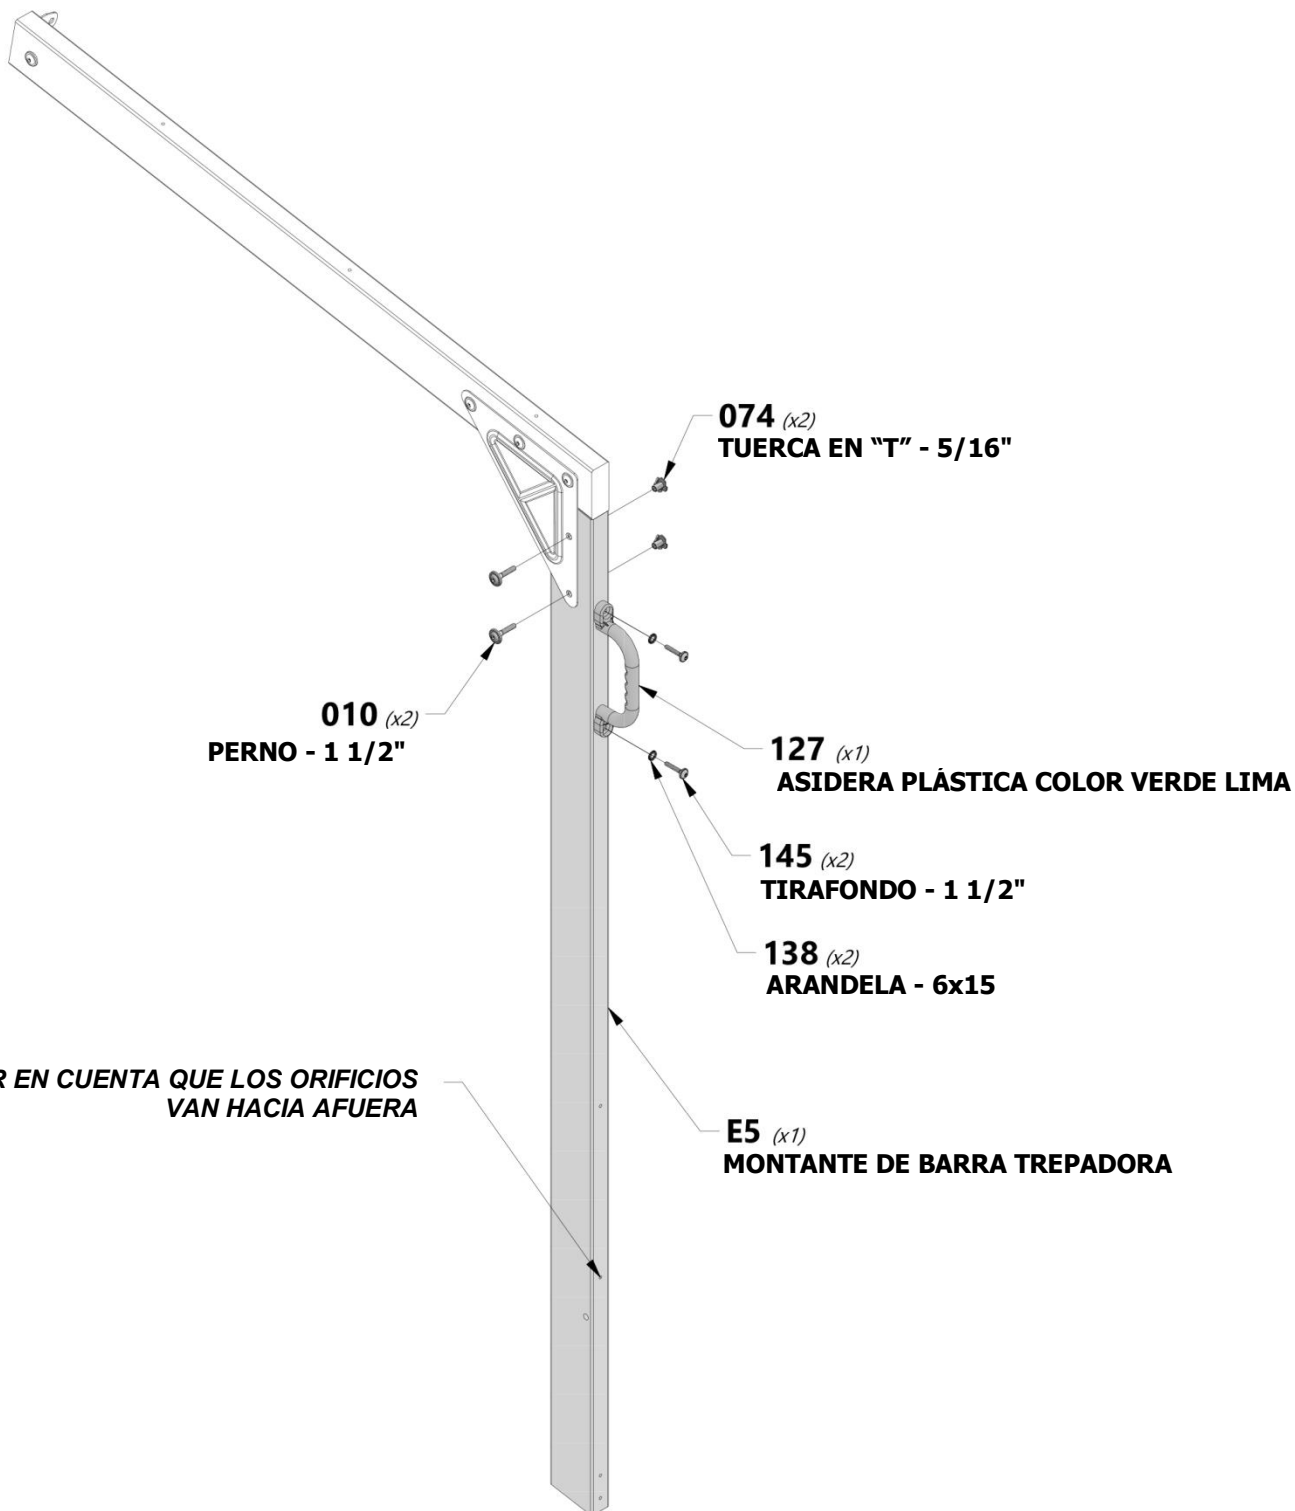 074 (x2)
TUERCA EN “T” - 5/16"
010 (x2)
PERNO - 1 1/2"
127 (x1)
ASIDERA PLÁSTICA COLOR VERDE LIMA
145 (x2)
TIRAFONDO - 1 1/2"
138 (x2)
ARANDELA - 6x15
EN CUENTA QUE LOS ORIFICIOS
VAN HACIA AFUERA
E5 (x1)
MONTANTE DE BARRA TREPADORA